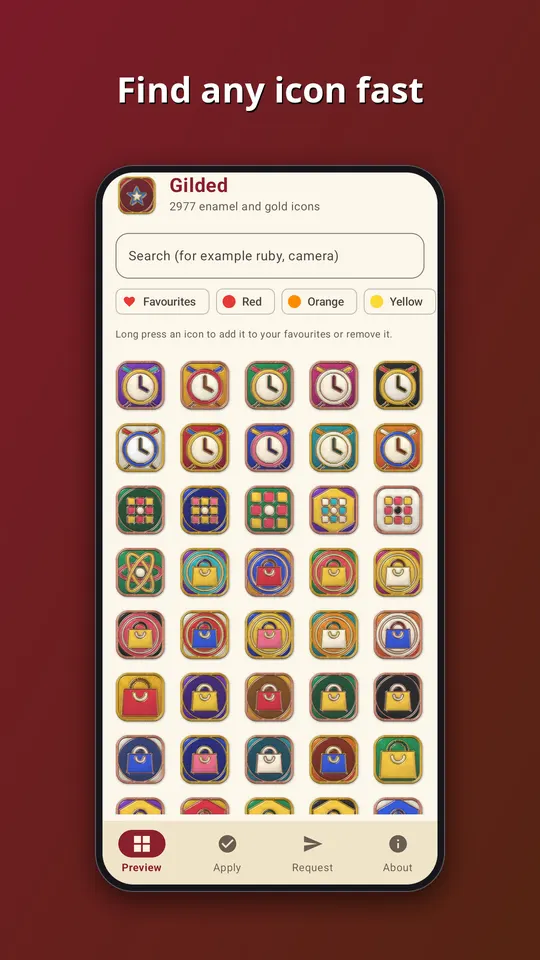 Find any icon fast
Gilded
2977 enamel and gold icons
Search (for example ruby, camera)
Favourites
Red
Orange
Yellow
Long press an icon to add it to your favourites or remove it.
Preview
Apply
Request
About